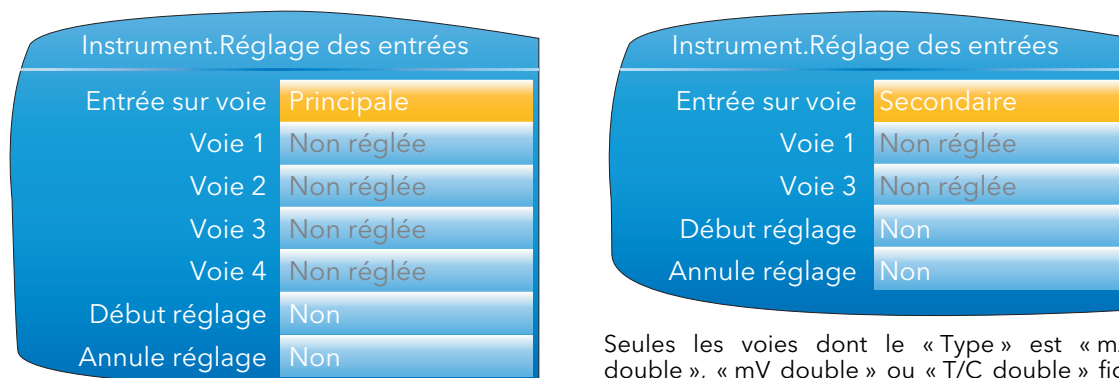 Instrument.Réglage des entrées
Entrée sur voie Principale
Voie 1 Non réglée
Voie 2 Non réglée
Voie 3 Non réglée
Voie 4 Non réglée
Début réglage Non
Annule réglage Non
Instrument.Réglage des entrées
Entrée sur voie Secondaire
Voie 1 Non réglée
Voie 3 Non réglée
Début réglage Non
Annule réglage Non
Seules les voies dont le « Type » est «
double », « mV double » ou « T/C double »